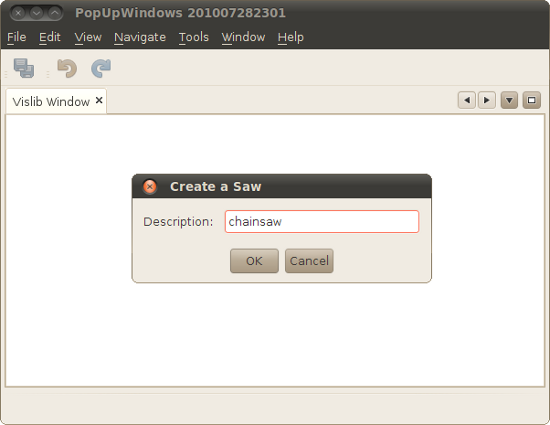 PopUpWindows 201007282301
File Edit View Navigate Tools Window Help
Vislib Window
Create a Saw
Description: chainsaw
OK Cancel